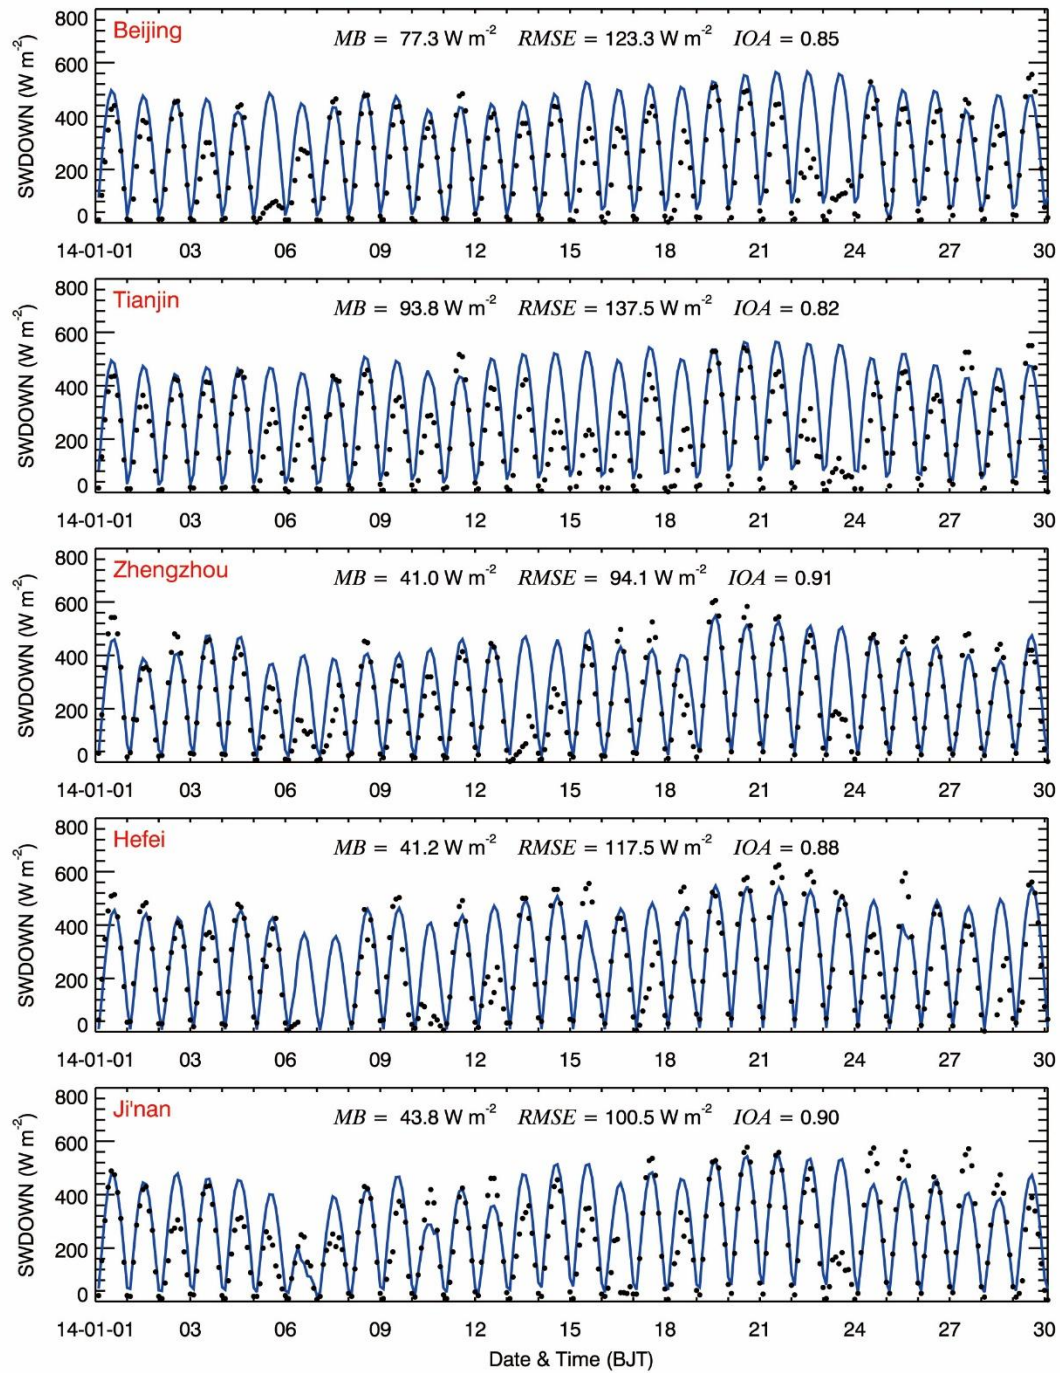 Beijing
MB = 77.3 W m-2 RMSE = 123.3 W m-2 IOA = 0.85
800
600
400
200
0
SWDOWN (W m-2)
14-01-01 03 06 09 12 15 18 21 24 27 30
Tianjin
MB = 93.8 W m-2 RMSE = 137.5 W m-2 IOA = 0.82
800
600
400
200
0
SWDOWN (W m-2)
14-01-01 03 06 09 12 15 18 21 24 27 30
Zhengzhou
MB = 41.0 W m-2 RMSE = 94.1 W m-2 IOA = 0.91
800
600
400
200
0
SWDOWN (W m-2)
14-01-01 03 06 09 12 15 18 21 24 27 30
Hefei
MB = 41.2 W m-2 RMSE = 117.5 W m-2 IOA = 0.88
800
600
400
200
0
SWDOWN (W m-2)
14-01-01 03 06 09 12 15 18 21 24 27 30
Ji'nan
MB = 43.8 W m-2 RMSE = 100.5 W m-2 IOA = 0.90
800
600
400
200
0
SWDOWN (W m-2)
14-01-01 03 06 09 12 15 18 21 24 27 30
Date & Time (BJT)